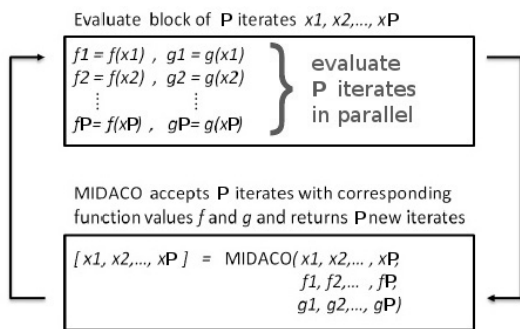 Evaluate block of P iterates x1, x2,..., xP
f1 = f(x1) , g1 = g(x1)
f2 = f(x2) , g2 = g(x2)
⋮ ⋮
fP= f(xP) , gP= g(xP)
evaluate
P iterates
in parallel
MIDACO accepts P iterates with corresponding
function values f and g and returns P new iterates
[ x1, x2,..., xP ] = MIDACO( x1, x2,... , xP,
f1, f2,... , fP,
g1, g2,..., gP)